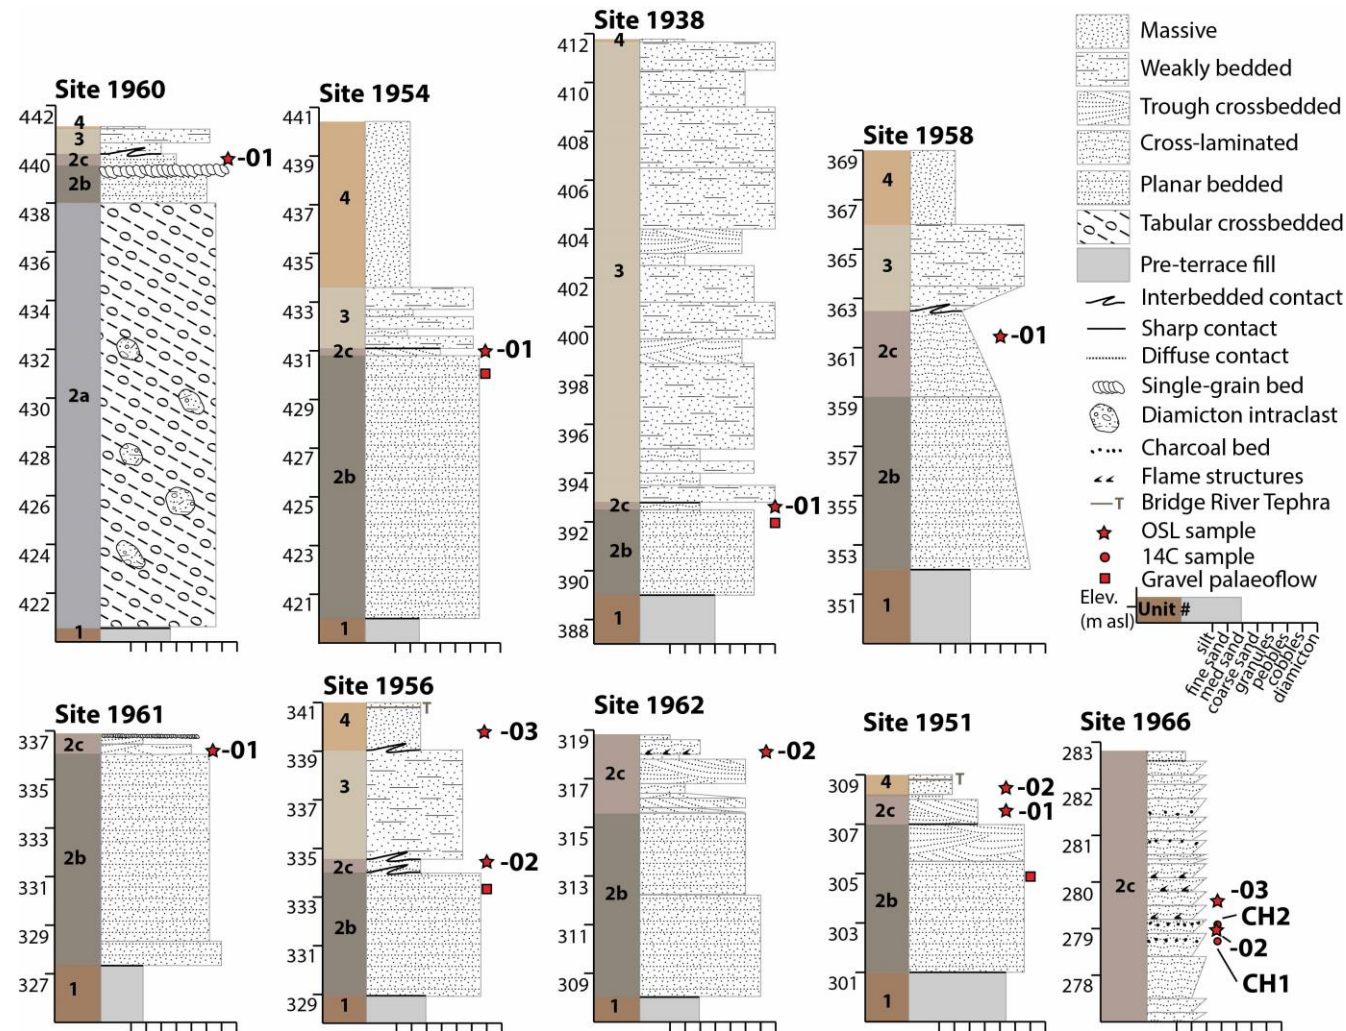 Site 1960
442
440
438
436
434
432
430
428
426
424
422
4
3
2c
2b
2a
1
-01
Site 1954
441
439
437
435
433
431
429
427
425
423
421
4
3
2c
2b
1
-01
Site 1938
412
410
408
406
404
402
400
398
396
394
392
390
388
4
3
2c
2b
1
-01
Site 1958
369
367
365
363
361
359
357
355
353
351
4
3
2c
2b
1
-01
Massive
Weakly bedded
Trough crossbedded
Cross-laminated
Planar bedded
Tabular crossbedded
Pre-terrace fill
Interbedded contact
Sharp contact
Diffuse contact
Single-grain bed
Diamicton intraclast
Charcoal bed
Flame structures
T Bridge River Tephra
OSL sample
14C sample
Gravel palaeoflow
Elev.
(m asl)
Unit #
silt
fine sand
med sand
coarse sand
granules
pebbles
cobbles
diamicton
Site 1961
337
335
333
331
329
327
2c
2b
1
-01
Site 1956
341
339
337
335
333
331
329
4
3
2c
2b
1
T
-03
-02
Site 1962
319
317
315
313
311
309
2c
2b
1
-02
Site 1951
309
307
305
303
301
4
2c
2b
1
T
-02
-01
Site 1966
283
282
281
280
279
278
2c
-03
CH2
-02
CH1